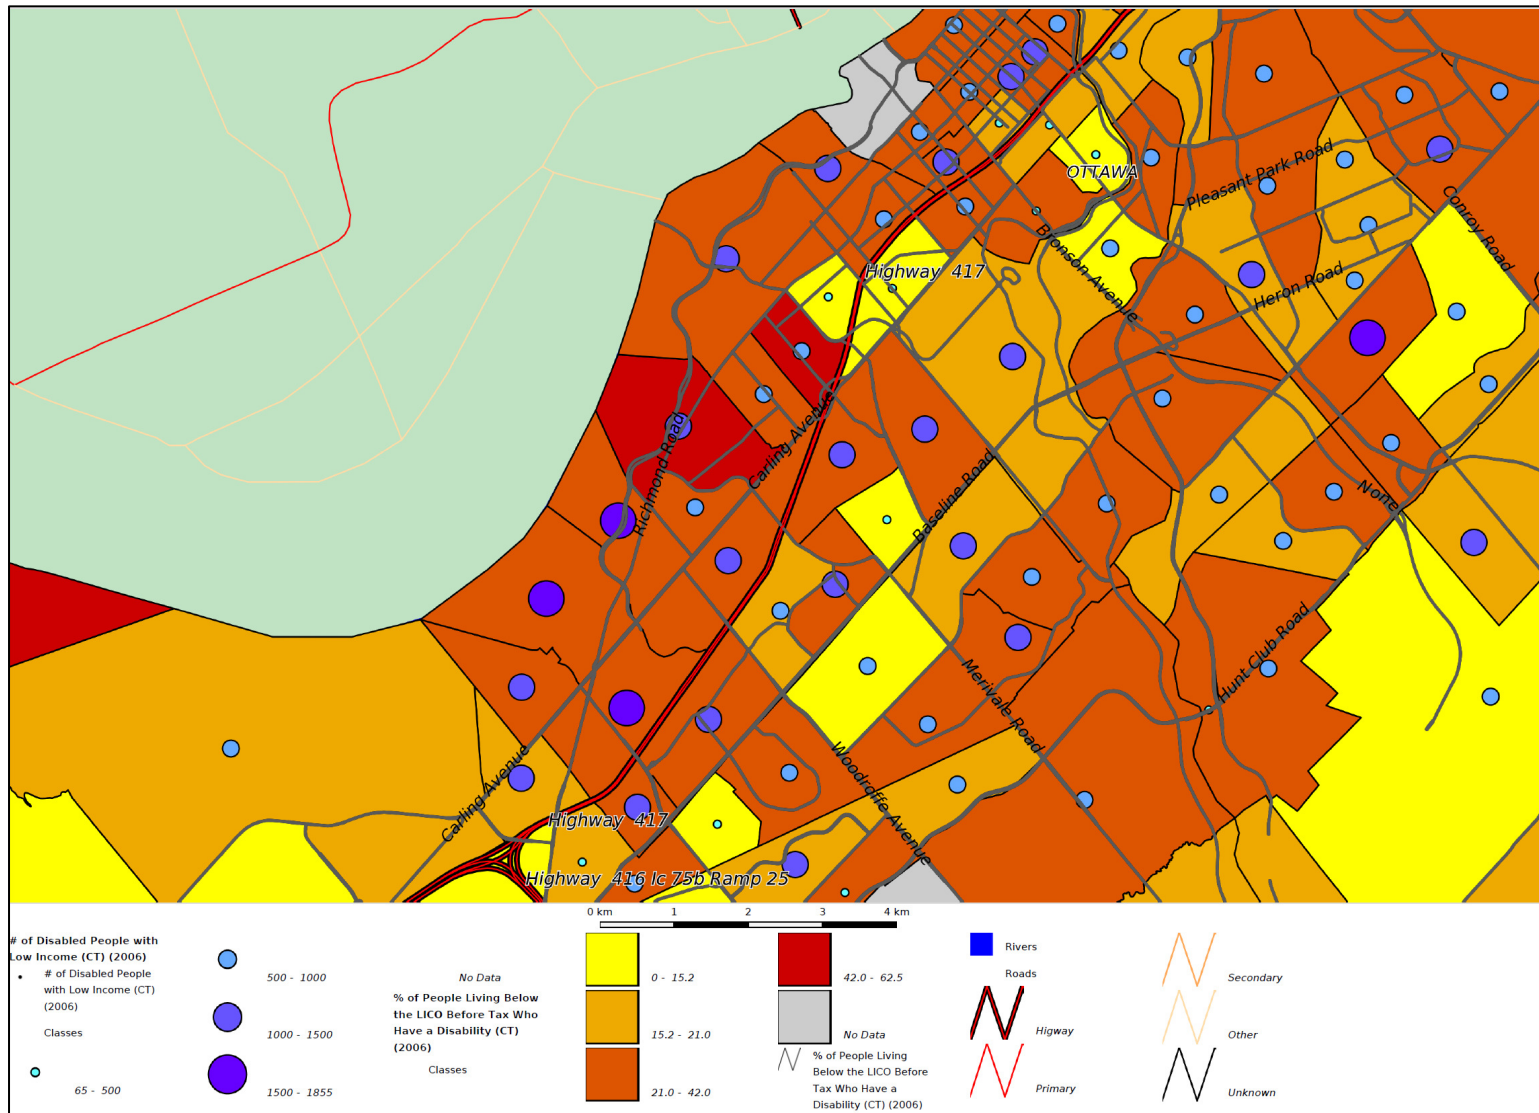 OTTAWA
Pleasant Park Road
Conroy Road
Bronson Avenue
Highway 417
Heron Road
Carling Avenue
Richmond Road
Baseline Road
None
Hunt Club Road
Merivale Road
Woodroffe Avenue
Carling Avenue
Highway 417
Highway 416 Ic 75b Ramp 25
0 km 1 2 3 4 km
# of Disabled People with
Low Income (CT) (2006)
# of Disabled People
with Low Income (CT)
(2006)
Classes
65 - 500
500 - 1000
1000 - 1500
1500 - 1855
No Data
% of People Living Below
the LICO Before Tax Who
Have a Disability (CT)
(2006)
Classes
0 - 15.2
15.2 - 21.0
21.0 - 42.0
42.0 - 62.5
No Data
% of People Living
Below the LICO Before
Tax Who Have a
Disability (CT) (2006)
Rivers
Roads
Higway
Primary
Secondary
Other
Unknown